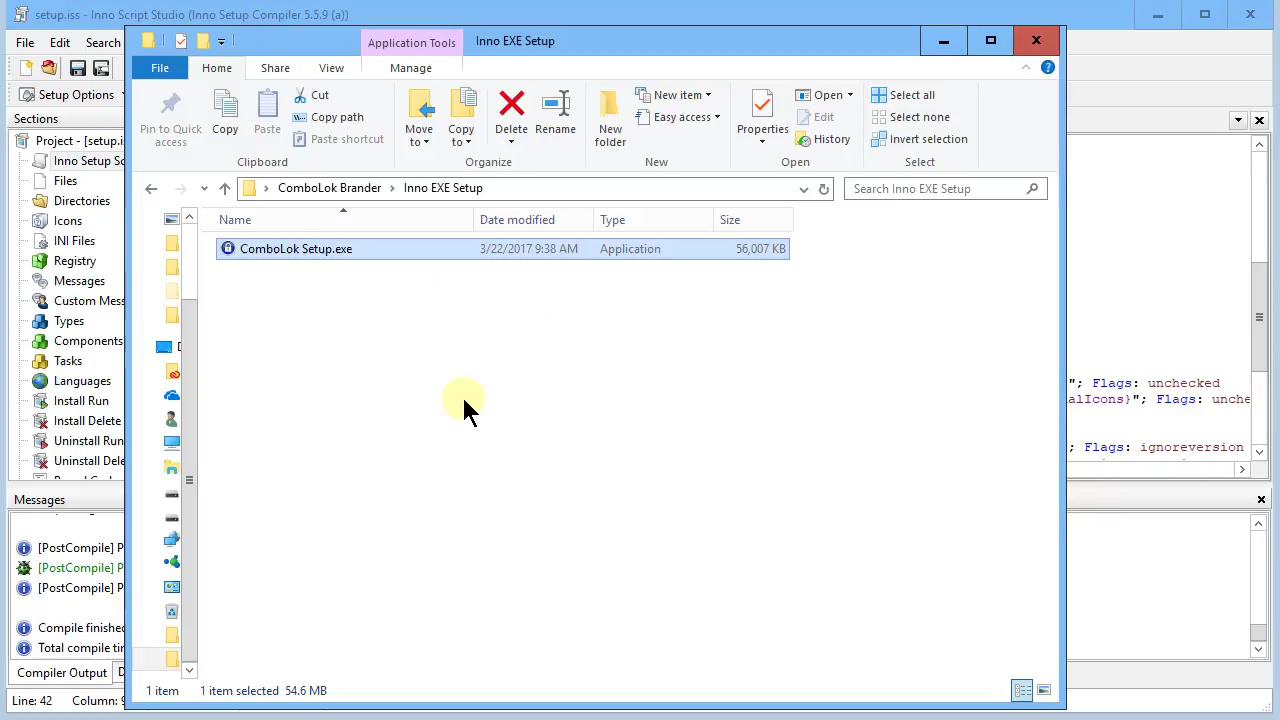 setup.iss - Inno Script Studio (Inno Setup Compiler 5.5.9 (a))
File Edit Search
Setup Options
Sections
Project - [setup.i
Inno Setup Sc
Files
Directories
Icons
INI Files
Registry
Messages
Custom Mess
Types
Components
Tasks
Languages
Install Run
Install Delete
Uninstall Run
Uninstall Dele
Messages
[PostCompile] P
[PostCompile] P
[PostCompile] P
Compile finished
Total compile tim
Compiler Output
Line: 42 Column:
Application Tools Inno EXE Setup
File Home Share View Manage
Pin to Quick access
Copy
Paste
Cut
Copy path
Paste shortcut
Clipboard
Move to
Copy to
Delete
Rename
Organize
New folder
New item
Easy access
New
Properties
Open
Edit
History
Open
Select all
Select none
Invert selection
Select
ComboLok Brander > Inno EXE Setup
Search Inno EXE Setup
Name Date modified Type Size
ComboLok Setup.exe 3/22/2017 9:38 AM Application 56,007 KB
1 item 1 item selected 54.6 MB
"; Flags: unchecked
alIcons}"; Flags: unche
; Flags: ignoreversion